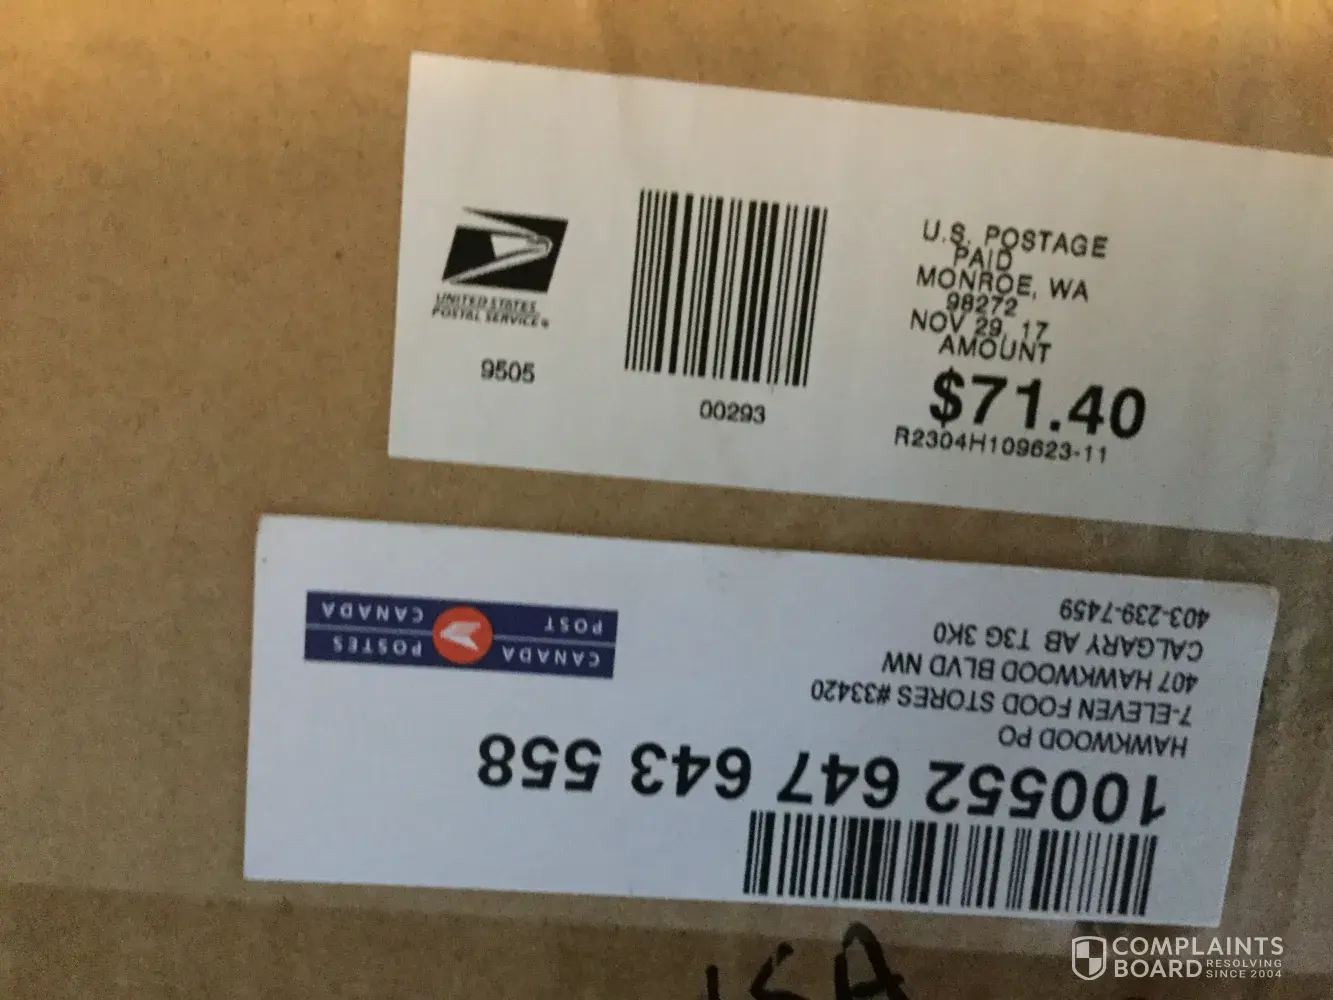 UNITED STATES
POSTAL SERVICE®
9505
00293
U.S. POSTAGE
PAID
MONROE, WA
98272
NOV 29, 17
AMOUNT
$71.40
R2304H109623-11
100552 647 643 558
HAWKWOOD PO
7-ELEVEN FOOD STORES #33420
407 HAWKWOOD BLVD NW
CALGARY AB T3G 3K0
403-239-7459
CANADA POSTES
POST CANADA
COMPLAINTS
BOARD RESOLVING
SINCE 2004